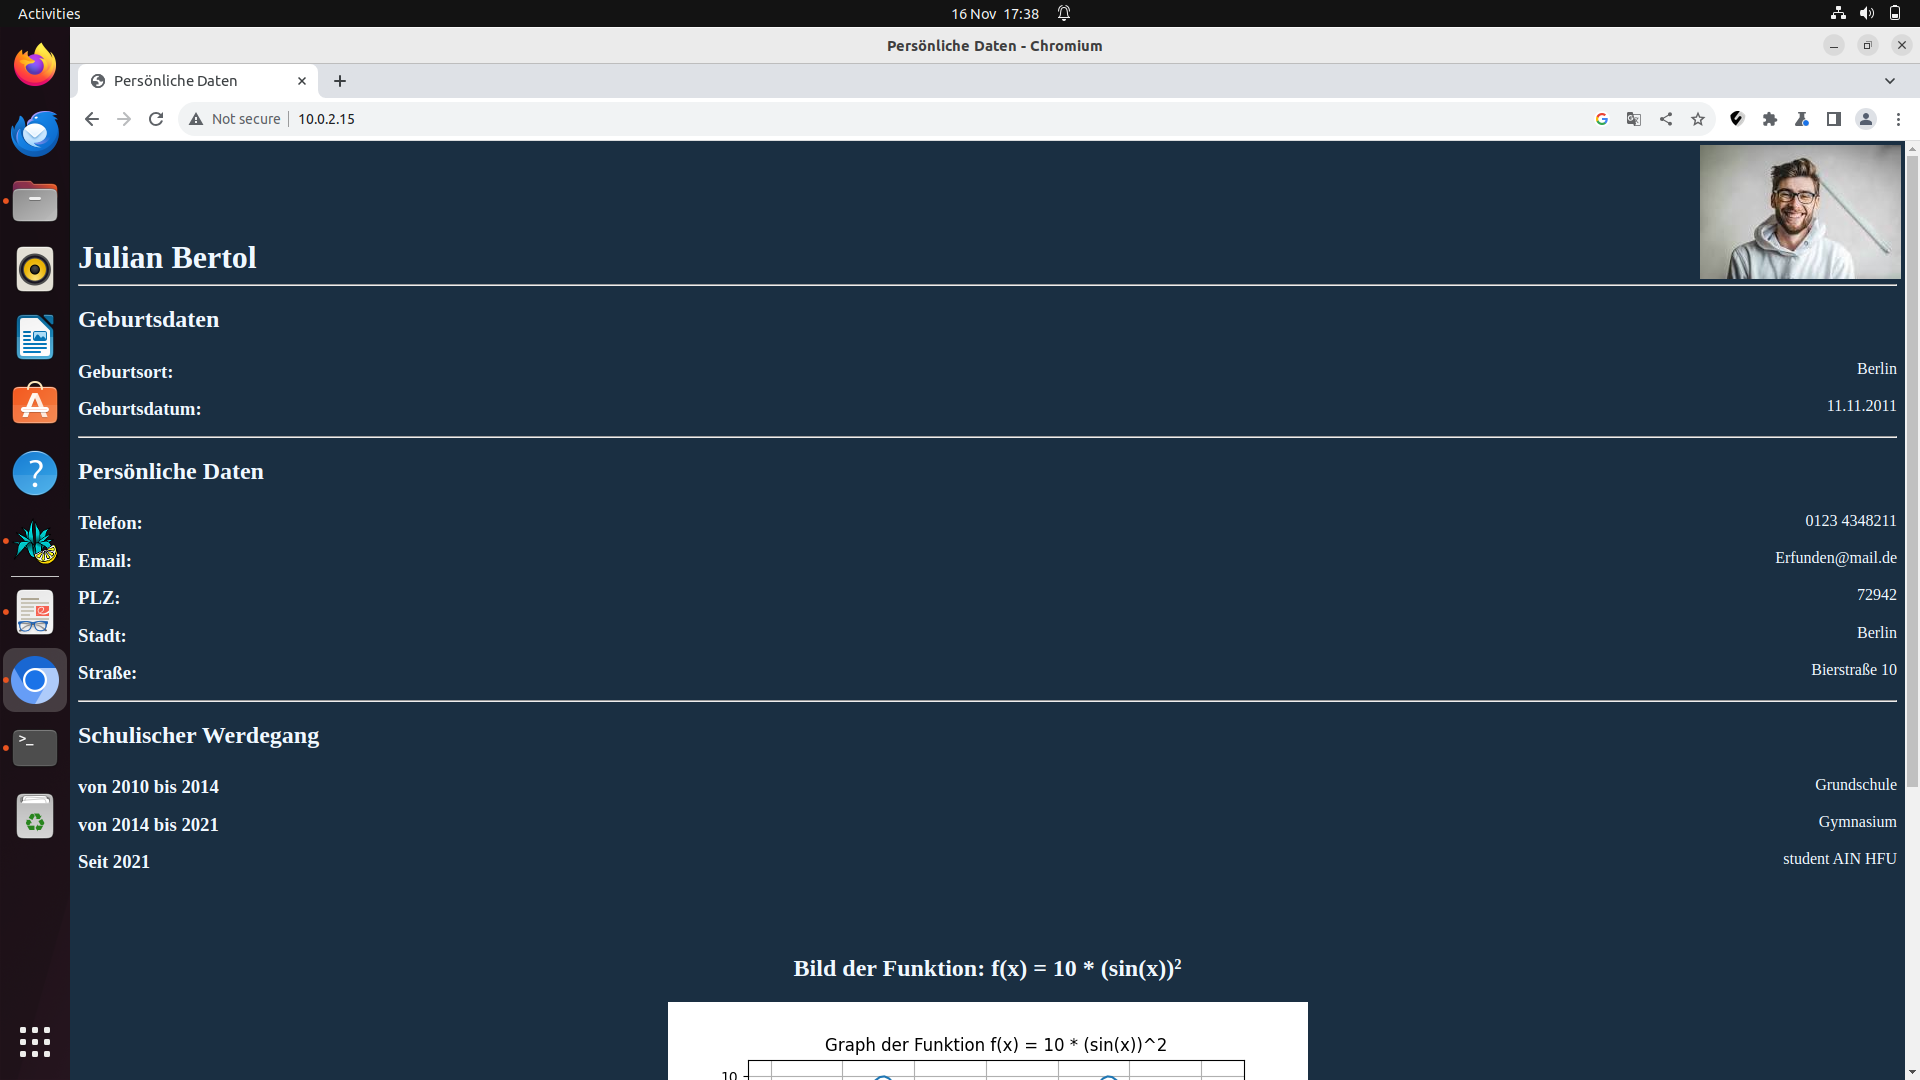 Activities
16 Nov 17:38
Persönliche Daten - Chromium
Persönliche Daten
Not secure
10.0.2.15
Julian Bertol
Geburtsdaten
Geburtsort: Berlin
Geburtsdatum: 11.11.2011
Persönliche Daten
Telefon: 0123 4348211
Email: Erfunden@mail.de
PLZ: 72942
Stadt: Berlin
Straße: Bierstraße 10
Schulischer Werdegang
von 2010 bis 2014 Grundschule
von 2014 bis 2021 Gymnasium
Seit 2021 student AIN HFU
Bild der Funktion: f(x) = 10 * (sin(x))²
Graph der Funktion f(x) = 10 * (sin(x))^2
10